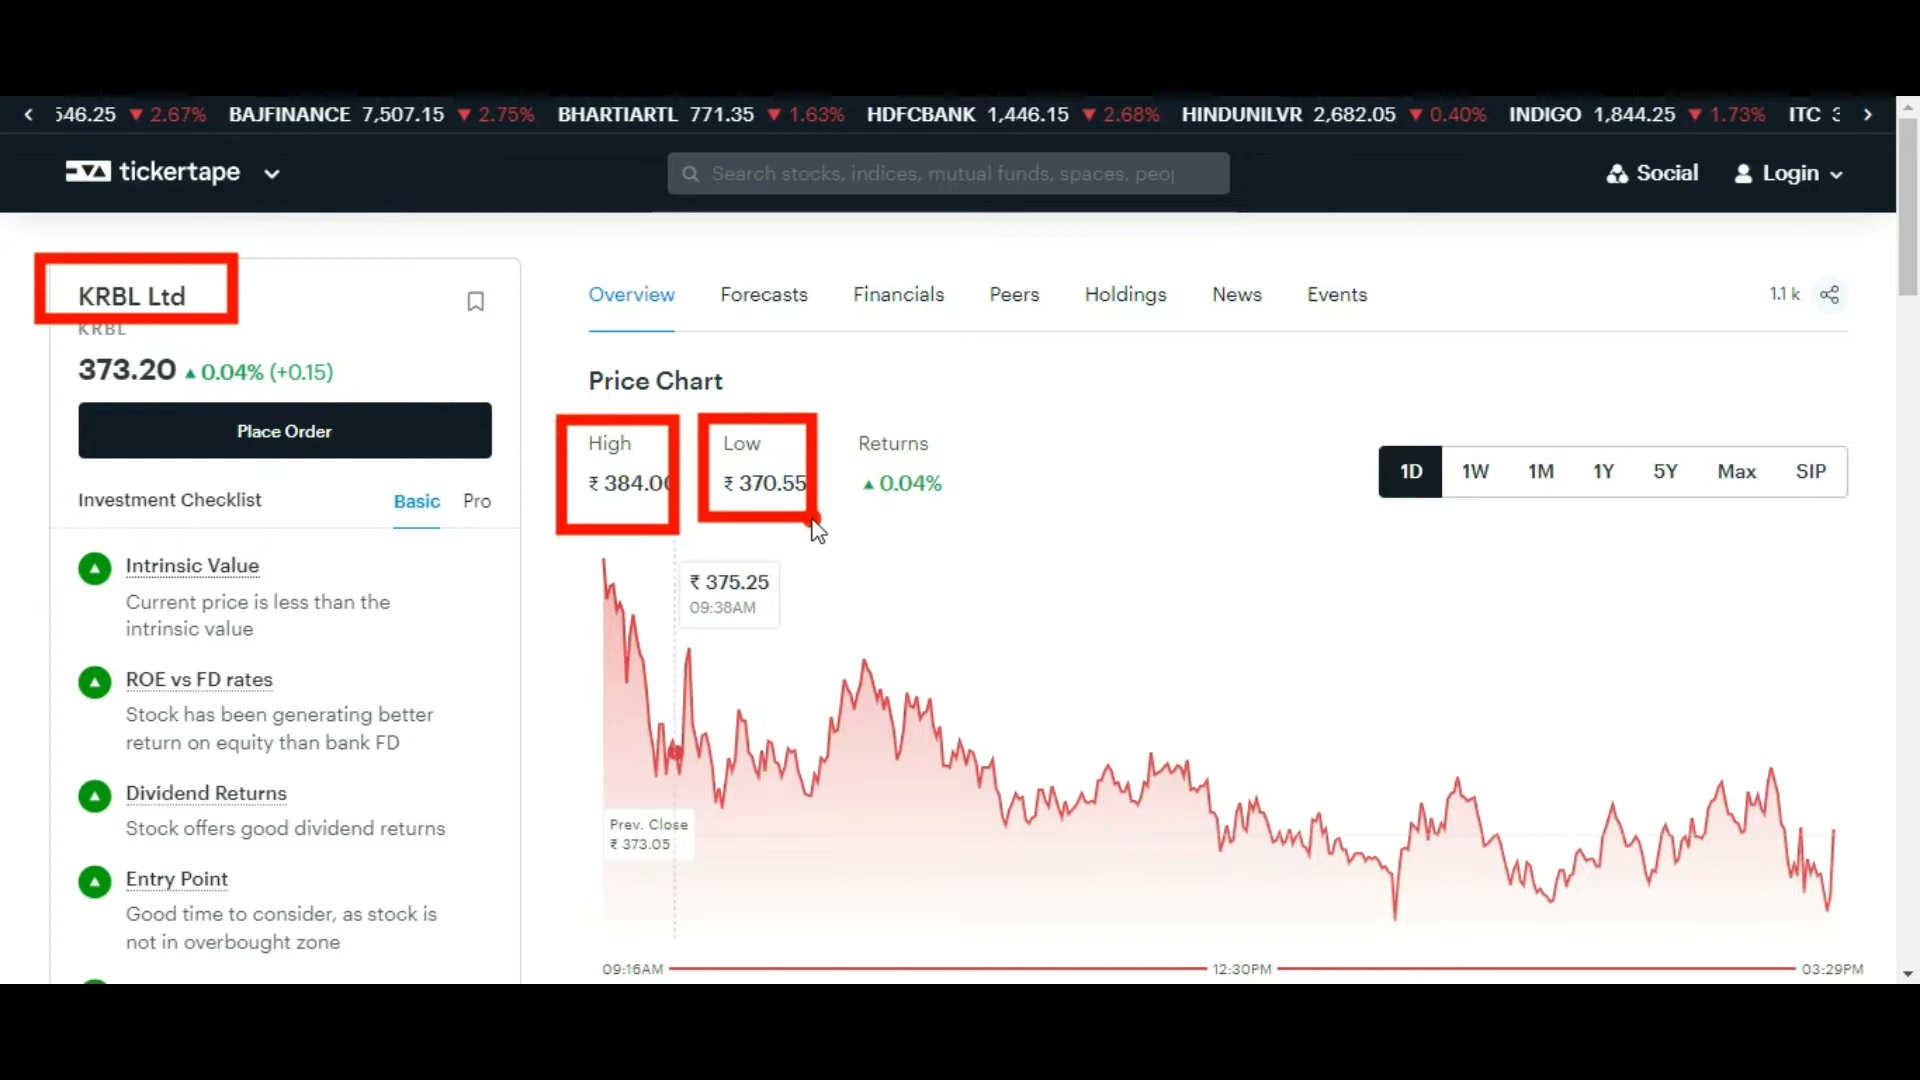 546.25 ▼ 2.67% BAJFINANCE 7,507.15 ▼ 2.75% BHARTIARTL 771.35 ▼ 1.63% HDFCBANK 1,446.15 ▼ 2.68% HINDUNILVR 2,682.05 ▼ 0.40% INDIGO 1,844.25 ▼ 1.73% ITC
tickertape
Search stocks, indices, mutual funds, spaces, peop
Social
Login
KRBL Ltd
KRBL
373.20 ▲ 0.04% (+0.15)
Place Order
Investment Checklist Basic Pro
Intrinsic Value
Current price is less than the
intrinsic value
ROE vs FD rates
Stock has been generating better
return on equity than bank FD
Dividend Returns
Stock offers good dividend returns
Entry Point
Good time to consider, as stock is
not in overbought zone
Overview Forecasts Financials Peers Holdings News Events
1.1 k
Price Chart
High Low Returns
₹ 384.00 ₹ 370.55 ▲ 0.04%
1D 1W 1M 1Y 5Y Max SIP
₹ 375.25
09:38AM
Prev. Close
₹ 373.05
09:16AM 12:30PM 03:29PM